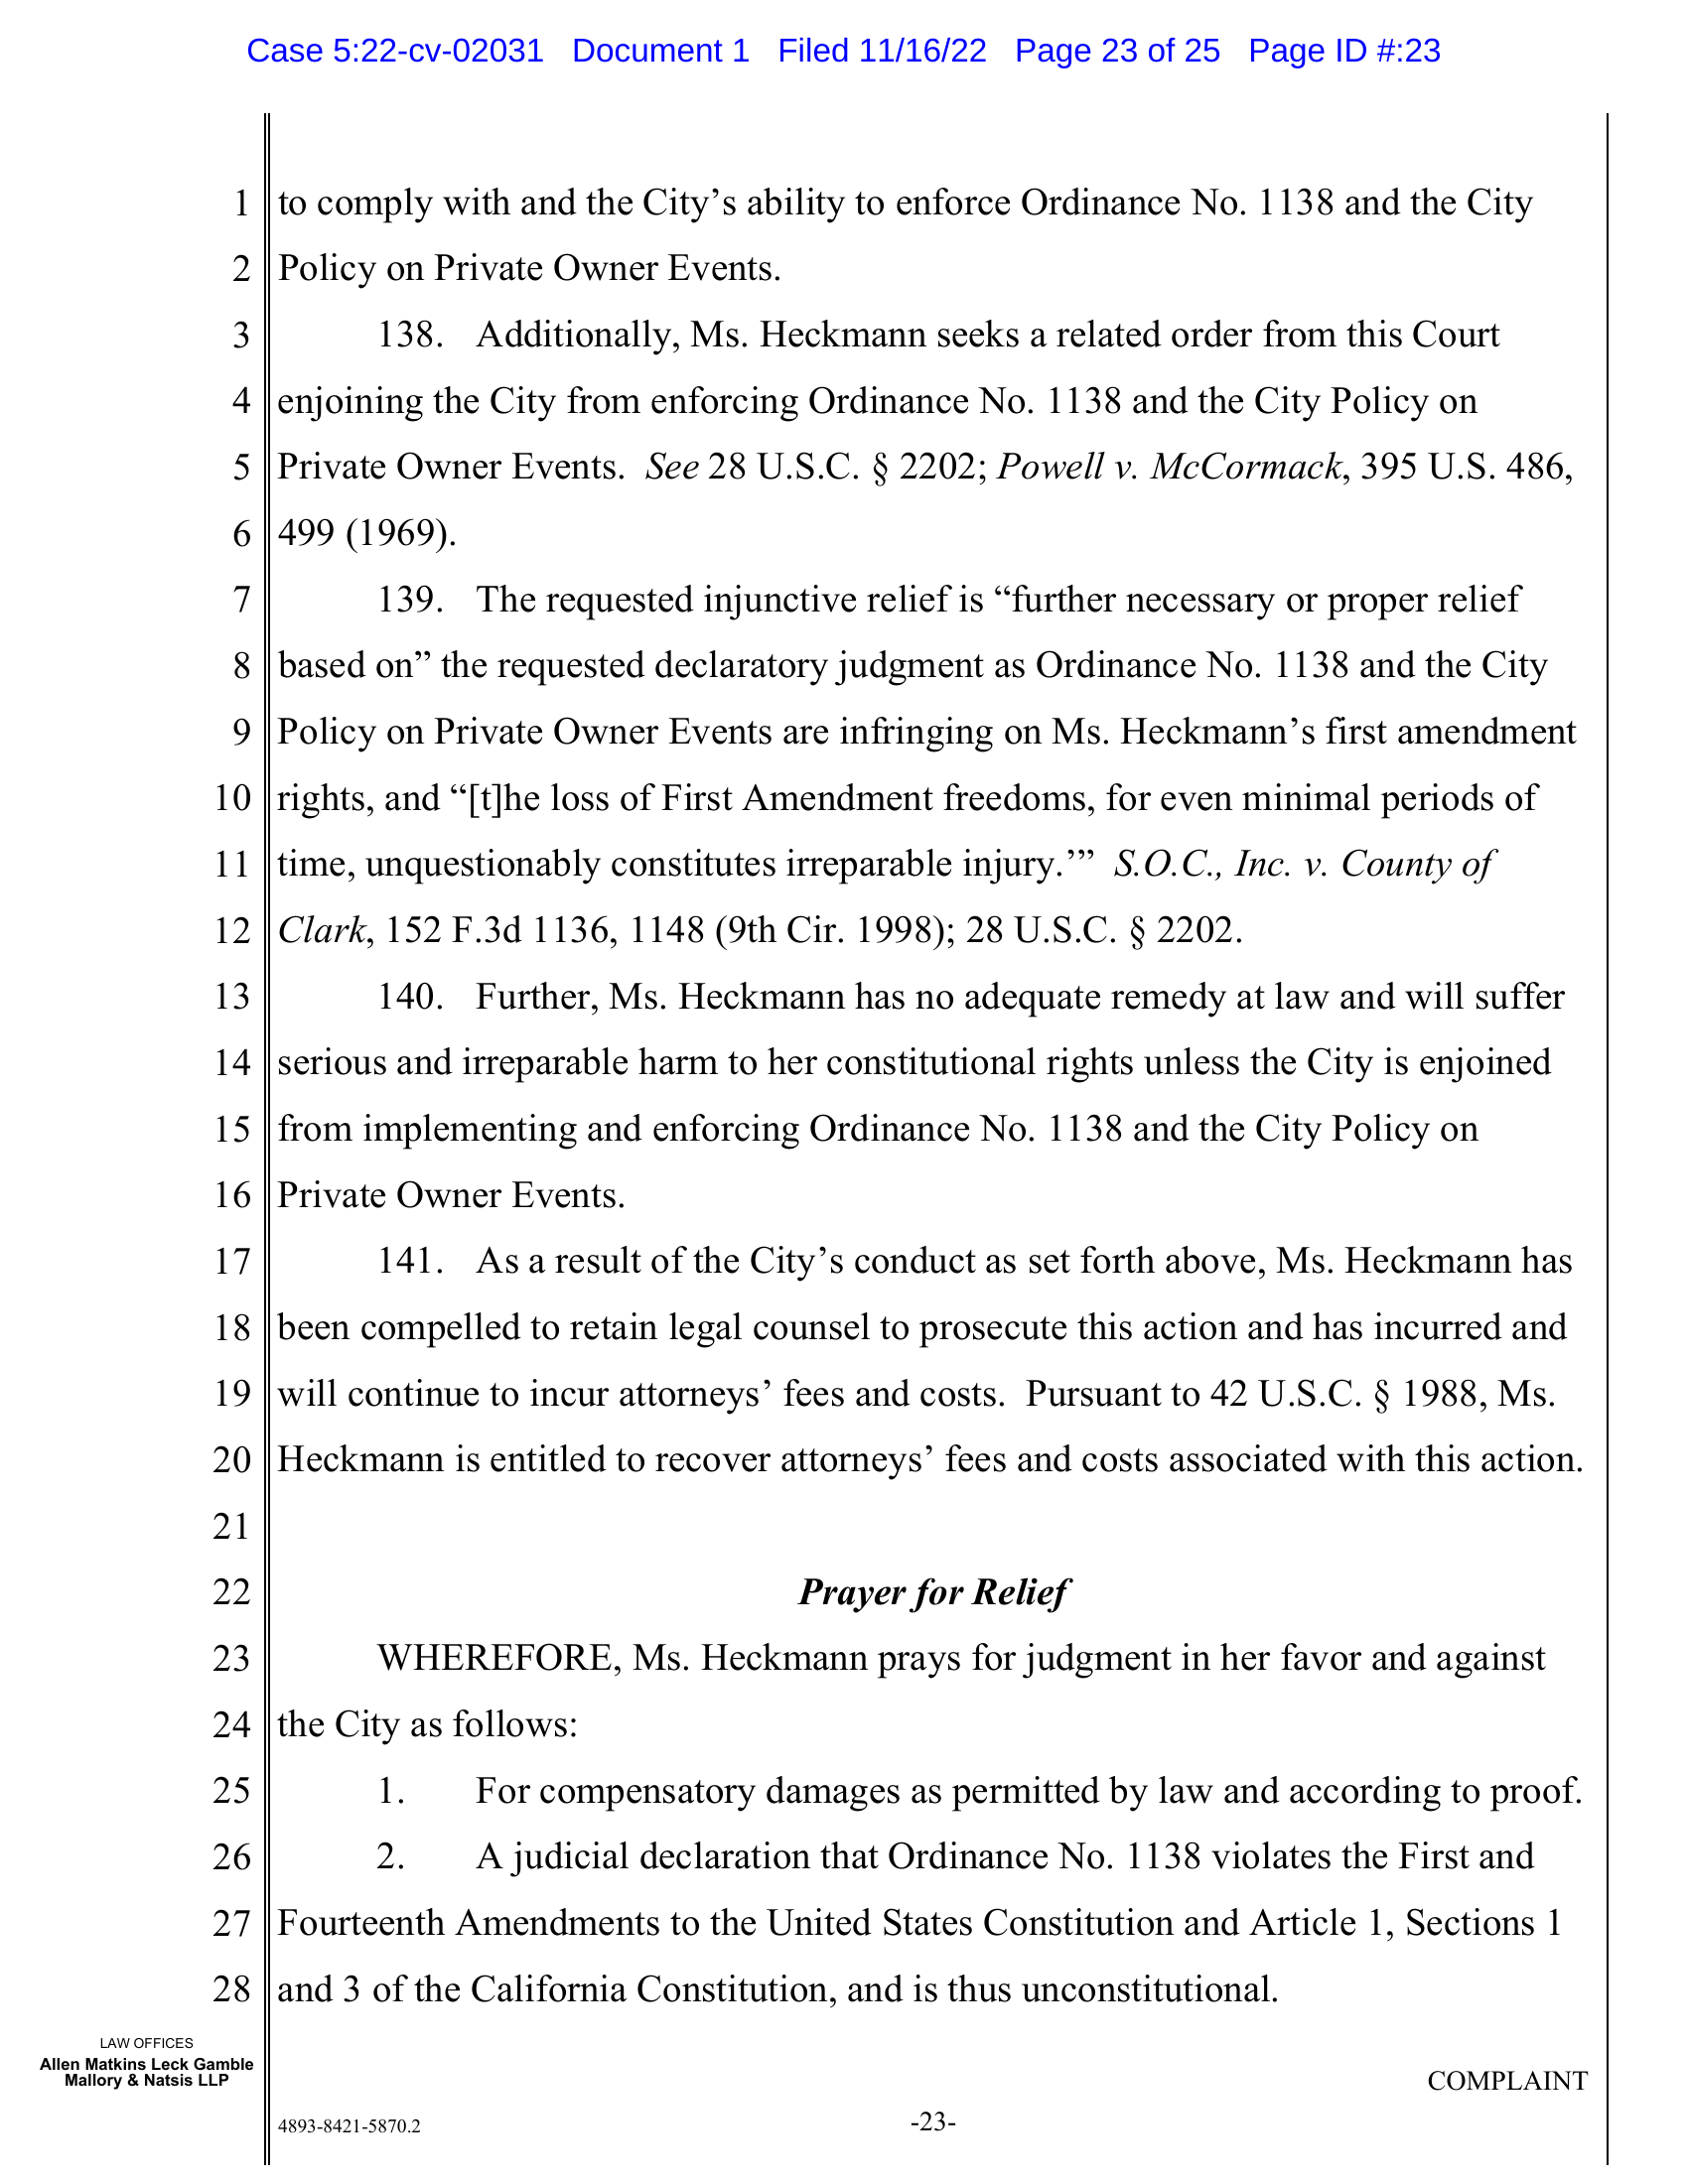 Case 5:22-cv-02031 Document 1 Filed 11/16/22 Page 23 of 25 Page ID #:23
1 to comply with and the City’s ability to enforce Ordinance No. 1138 and the City
2 Policy on Private Owner Events.
3 138. Additionally, Ms. Heckmann seeks a related order from this Court
4 enjoining the City from enforcing Ordinance No. 1138 and the City Policy on
5 Private Owner Events. See 28 U.S.C. § 2202; Powell v. McCormack, 395 U.S. 486,
6 499 (1969).
7 139. The requested injunctive relief is “further necessary or proper relief
8 based on” the requested declaratory judgment as Ordinance No. 1138 and the City
9 Policy on Private Owner Events are infringing on Ms. Heckmann’s first amendment
10 rights, and “[t]he loss of First Amendment freedoms, for even minimal periods of
11 time, unquestionably constitutes irreparable injury.’” S.O.C., Inc. v. County of
12 Clark, 152 F.3d 1136, 1148 (9th Cir. 1998); 28 U.S.C. § 2202.
13 140. Further, Ms. Heckmann has no adequate remedy at law and will suffer
14 serious and irreparable harm to her constitutional rights unless the City is enjoined
15 from implementing and enforcing Ordinance No. 1138 and the City Policy on
16 Private Owner Events.
17 141. As a result of the City’s conduct as set forth above, Ms. Heckmann has
18 been compelled to retain legal counsel to prosecute this action and has incurred and
19 will continue to incur attorneys’ fees and costs. Pursuant to 42 U.S.C. § 1988, Ms.
20 Heckmann is entitled to recover attorneys’ fees and costs associated with this action.
21
22 Prayer for Relief
23 WHEREFORE, Ms. Heckmann prays for judgment in her favor and against
24 the City as follows:
25 1. For compensatory damages as permitted by law and according to proof.
26 2. A judicial declaration that Ordinance No. 1138 violates the First and
27 Fourteenth Amendments to the United States Constitution and Article 1, Sections 1
28 and 3 of the California Constitution, and is thus unconstitutional.
LAW OFFICES
Allen Matkins Leck Gamble
Mallory & Natsis LLP
COMPLAINT
4893-8421-5870.2
-23-